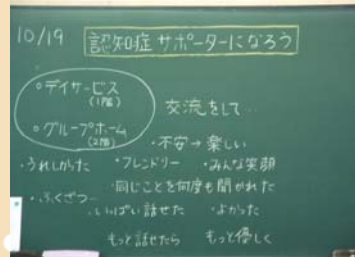 10/19 認知症サポーターになろう
○デイサービス
(1階)
○グループホーム
(2階)
交流をして…
・不安→楽しい
・うれしかった ・フレンドリー ・みんな笑顔
・同じことを何度も聞かれた
・ふくざつ…
・いっぱい話せた ・よかった
もっと話せたら もっと優しく